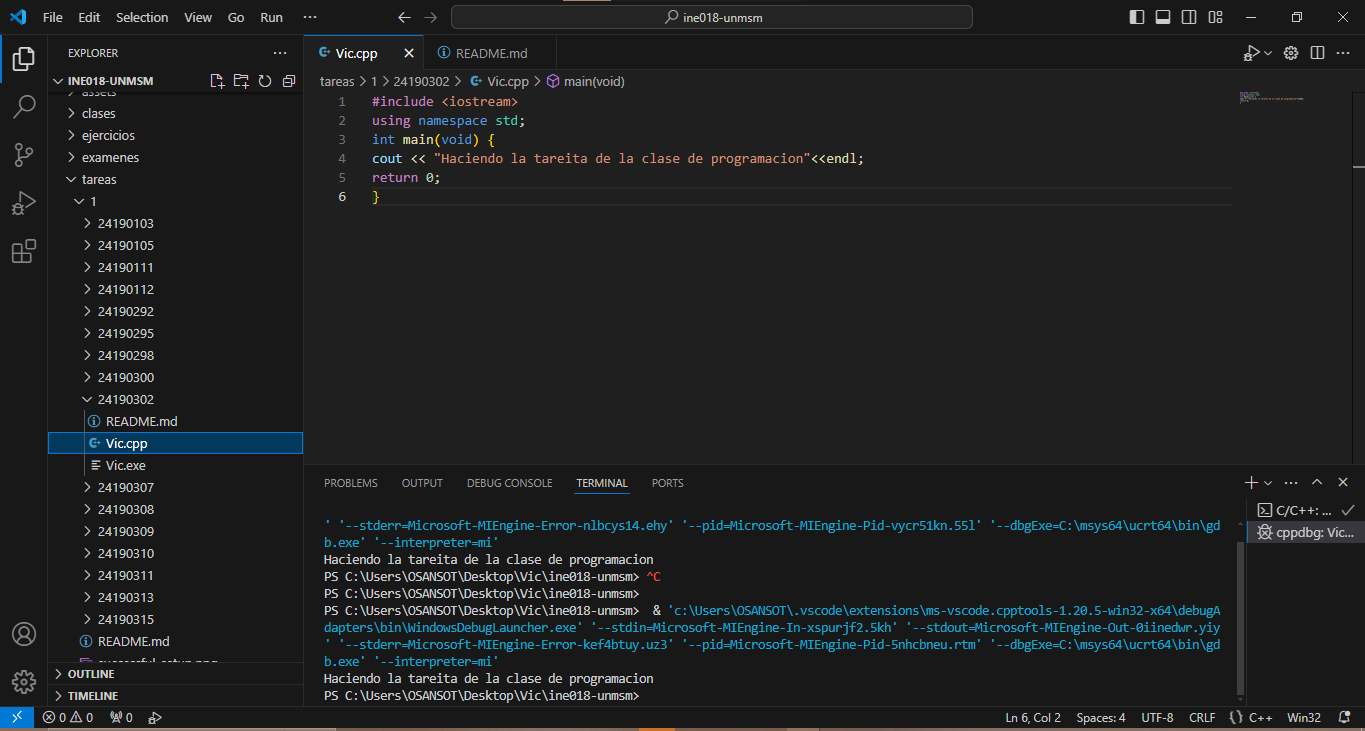 File Edit Selection View Go Run ···
ine018-unmsm
EXPLORER
INE018-UNMSM
assets
clases
ejercicios
examenes
tareas
1
24190103
24190105
24190111
24190112
24190292
24190295
24190298
24190300
24190302
README.md
Vic.cpp
Vic.exe
24190307
24190308
24190309
24190310
24190311
24190313
24190315
README.md
successful-setup.png
OUTLINE
TIMELINE
Vic.cpp
README.md
tareas > 1 > 24190302 > Vic.cpp > main(void)
1 #include <iostream>
2 using namespace std;
3 int main(void) {
4 cout << "Haciendo la tareita de la clase de programacion"<<endl;
5 return 0;
6 }
PROBLEMS OUTPUT DEBUG CONSOLE TERMINAL PORTS
' '--stderr=Microsoft-MIEngine-Error-nlbcys14.ehy' '--pid=Microsoft-MIEngine-Pid-vycr51kn.55l' '--dbgExe=C:\msys64\ucrt64\bin\gd
b.exe' '--interpreter=mi'
Haciendo la tareita de la clase de programacion
PS C:\Users\OSANSOT\Desktop\Vic\ine018-unmsm> ^C
PS C:\Users\OSANSOT\Desktop\Vic\ine018-unmsm>
PS C:\Users\OSANSOT\Desktop\Vic\ine018-unmsm>  & 'c:\Users\OSANSOT\.vscode\extensions\ms-vscode.cpptools-1.20.5-win32-x64\debugA
dapters\bin\WindowsDebugLauncher.exe' '--stdin=Microsoft-MIEngine-In-xspurjf2.5kh' '--stdout=Microsoft-MIEngine-Out-0iinedwr.yiy
' '--stderr=Microsoft-MIEngine-Error-kef4btuy.uz3' '--pid=Microsoft-MIEngine-Pid-5nhcbneu.rtm' '--dbgExe=C:\msys64\ucrt64\bin\gd
b.exe' '--interpreter=mi'
Haciendo la tareita de la clase de programacion
PS C:\Users\OSANSOT\Desktop\Vic\ine018-unmsm>
C/C++: ...
cppdbg: Vic...
0 0 0
Ln 6, Col 2 Spaces: 4 UTF-8 CRLF {} C++ Win32